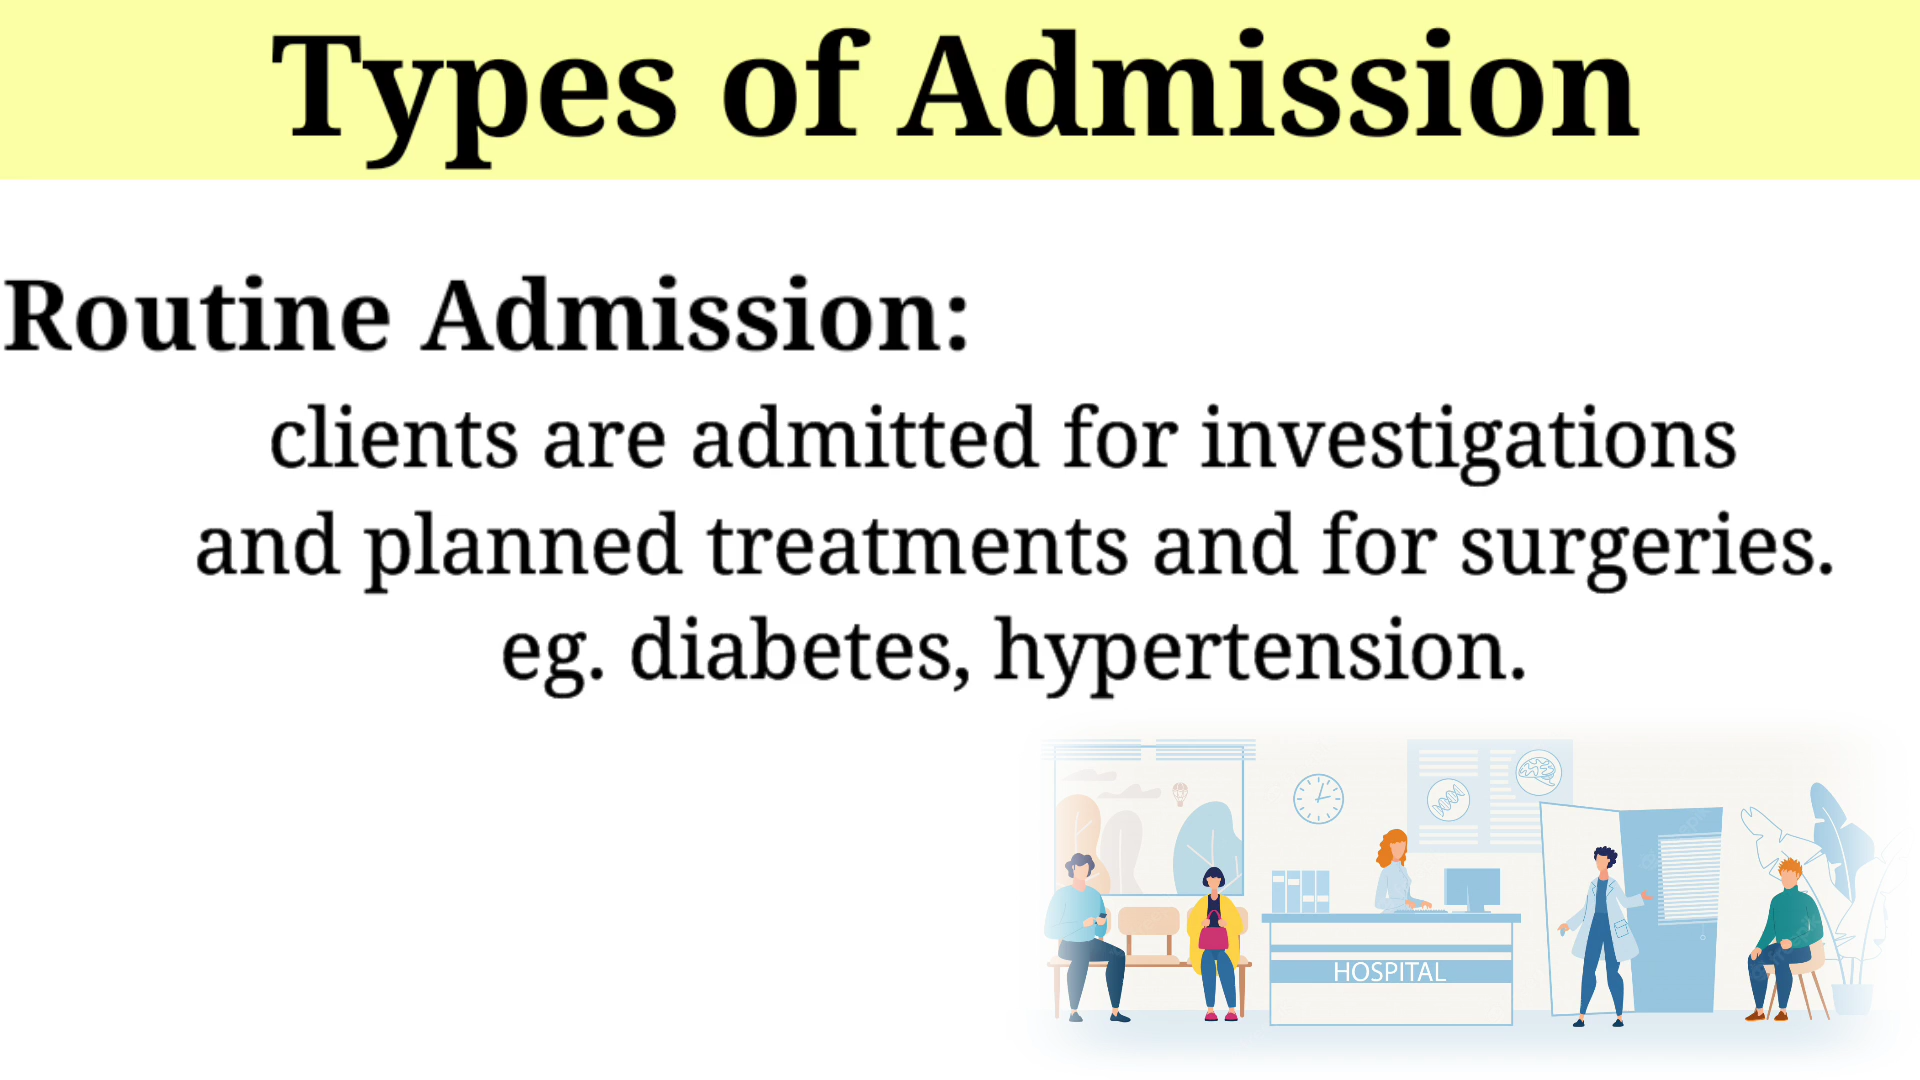 Types of Admission
Routine Admission:
clients are admitted for investigations
and planned treatments and for surgeries.
eg. diabetes, hypertension.
HOSPITAL